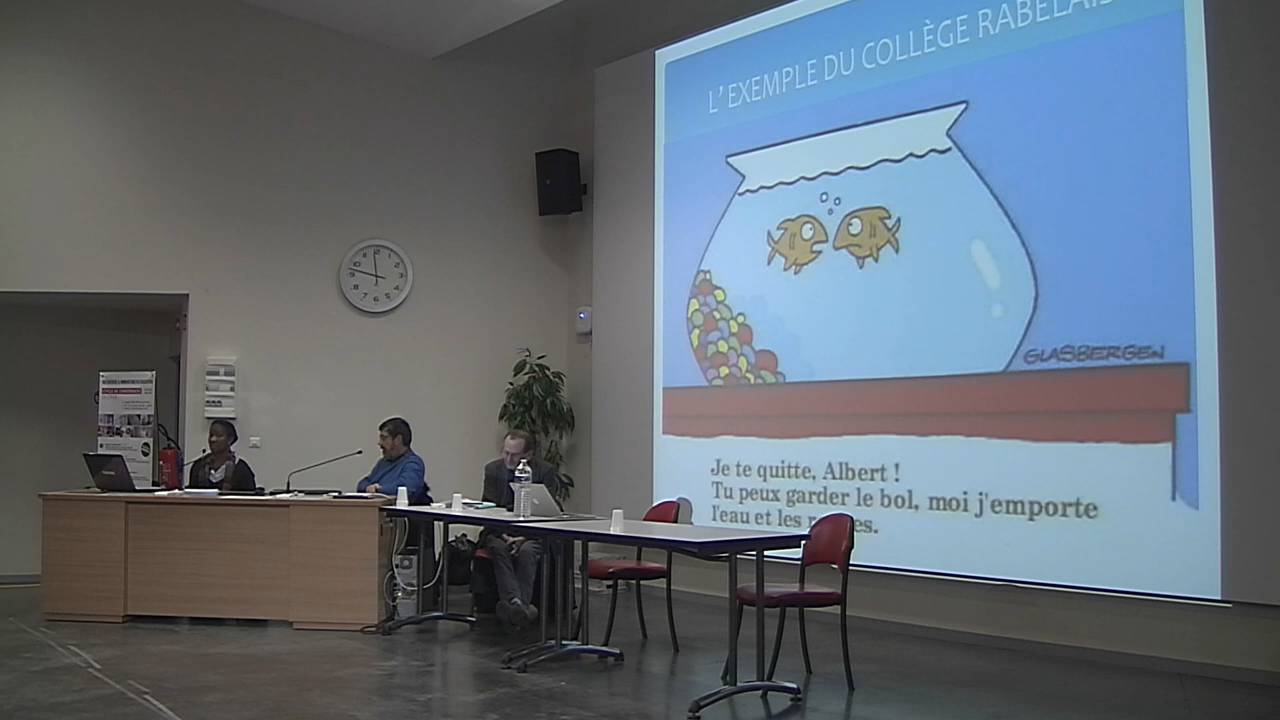 L'EXEMPLE DU COLLÈGE RABELAIS
GLASBERGEN
Je te quitte, Albert !
Tu peux garder le bol, moi j'emporte
l'eau et les